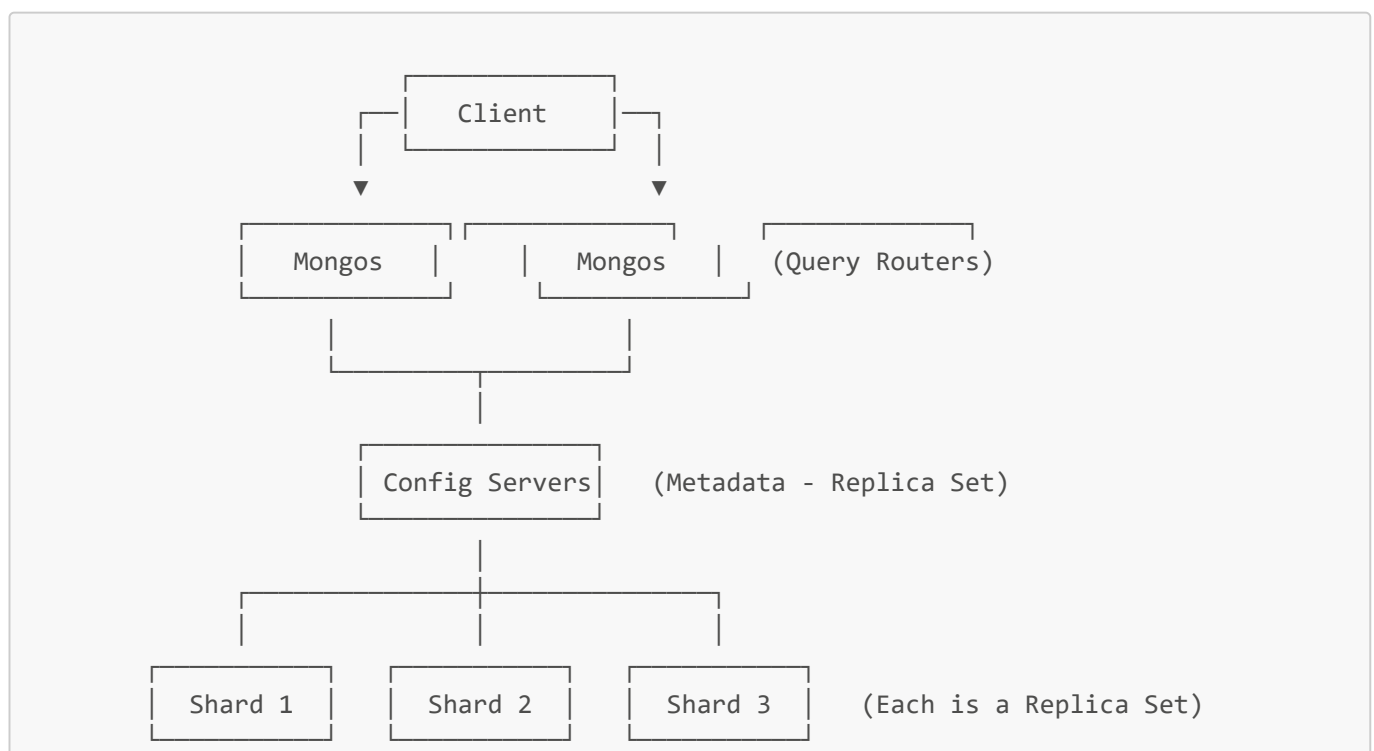 Client
Mongos Mongos (Query Routers)
Config Servers (Metadata - Replica Set)
Shard 1 Shard 2 Shard 3 (Each is a Replica Set)